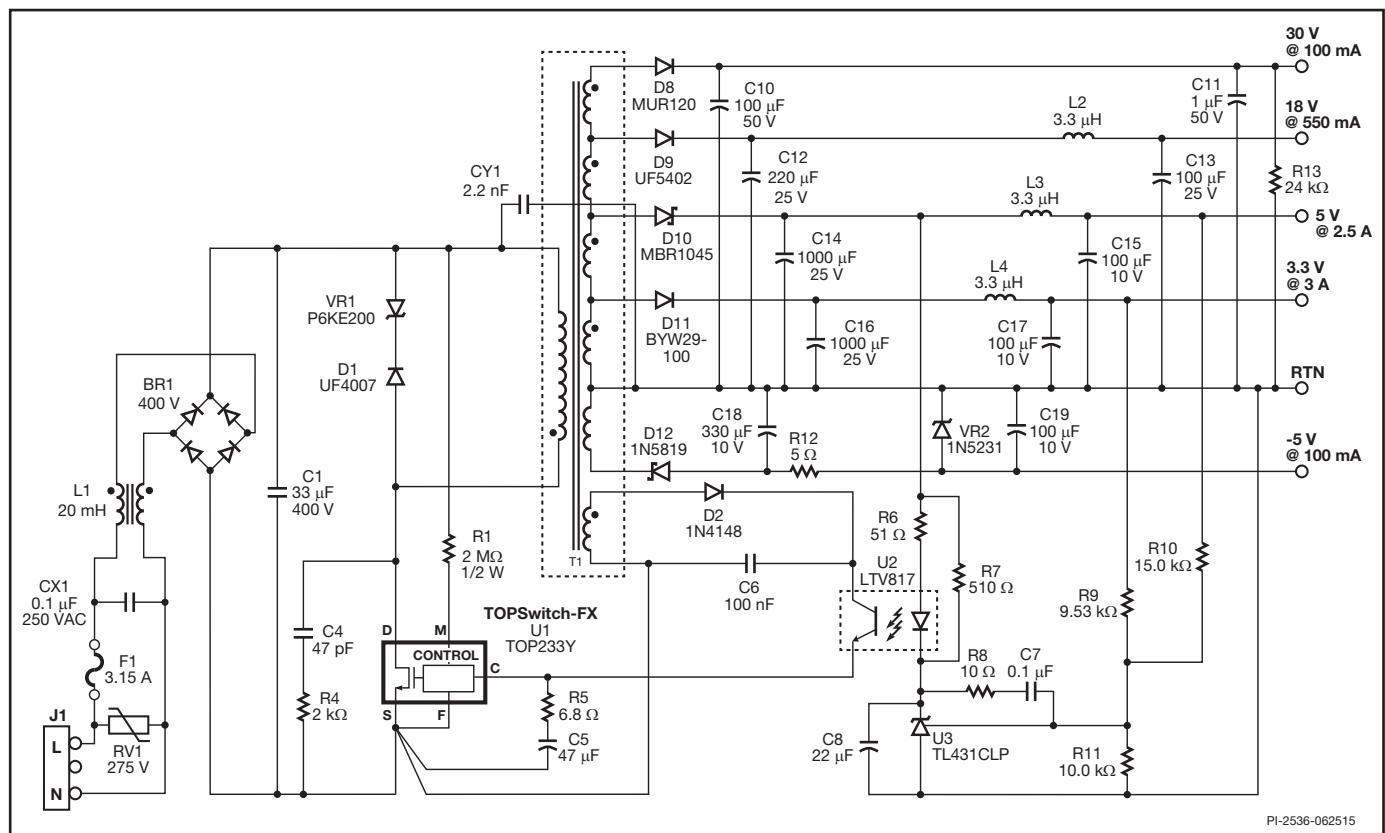 30 V
@ 100 mA
D8
MUR120
C10
100 μF
50 V
C11
1 μF
50 V
L2
3.3 μH
18 V
@ 550 mA
D9
UF5402
C12
220 μF
25 V
C13
100 μF
25 V
R13
24 kΩ
CY1
2.2 nF
L3
3.3 μH
5 V
@ 2.5 A
D10
MBR1045
C14
1000 μF
25 V
C15
100 μF
10 V
L4
3.3 μH
3.3 V
@ 3 A
VR1
P6KE200
D11
BYW29-
100
C16
1000 μF
25 V
C17
100 μF
10 V
D1
UF4007
BR1
400 V
RTN
C18
330 μF
10 V
D12
1N5819
R12
5 Ω
VR2
1N5231
C19
100 μF
10 V
-5 V
@ 100 mA
L1
20 mH
C1
33 μF
400 V
D2
1N4148
R1
2 MΩ
1/2 W
T1
C6
100 nF
R6
51 Ω
U2
LTV817
R7
510 Ω
R10
15.0 kΩ
R9
9.53 kΩ
CX1
0.1 μF
250 VAC
TOPSwitch-FX
U1
TOP233Y
D
M
CONTROL
C
S
F
C4
47 pF
F1
3.15 A
R4
2 kΩ
R5
6.8 Ω
C5
47 μF
R8
10 Ω
C7
0.1 μF
J1
L
N
RV1
275 V
C8
22 μF
U3
TL431CLP
R11
10.0 kΩ
PI-2536-062515